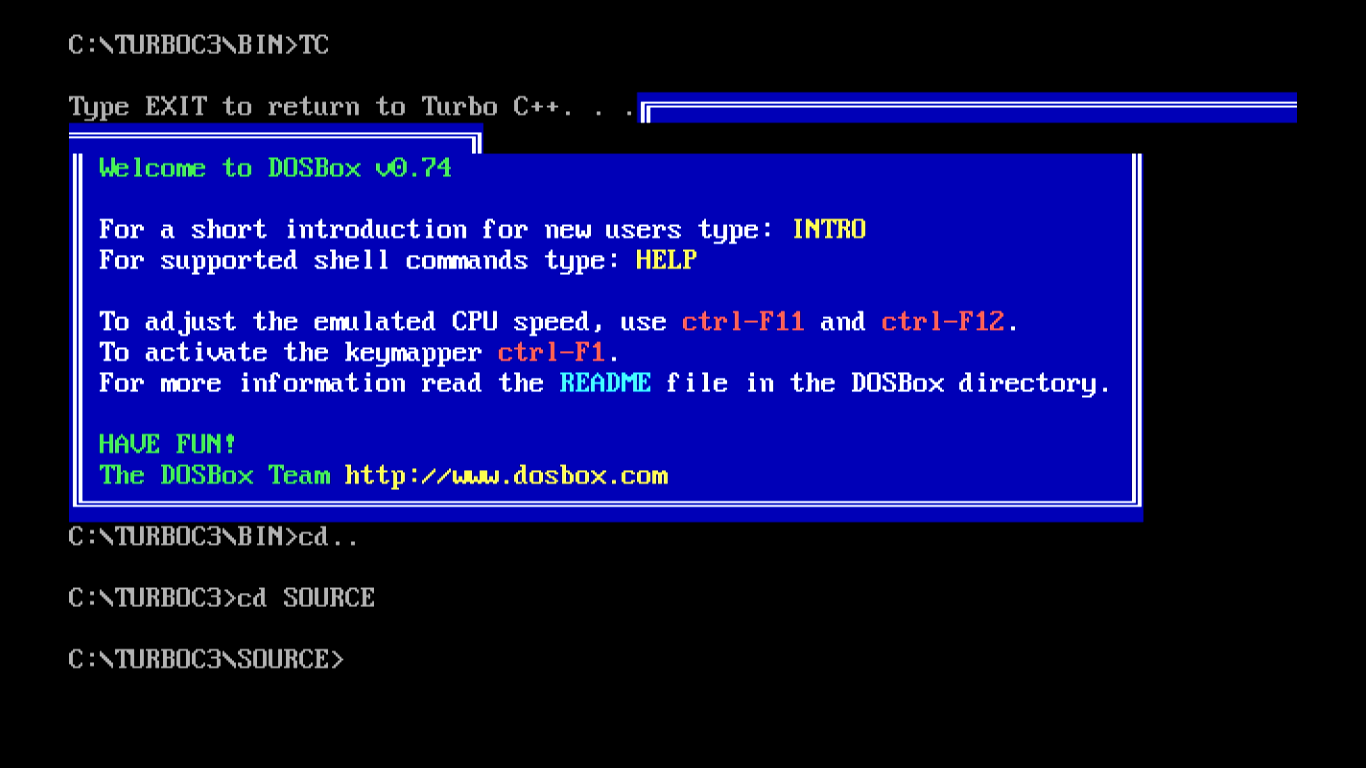 C:\TURBOC3\BIN>TC
Type EXIT to return to Turbo C++. . .
Welcome to DOSBox v0.74
For a short introduction for new users type: INTRO
For supported shell commands type: HELP
To adjust the emulated CPU speed, use ctrl-F11 and ctrl-F12.
To activate the keymapper ctrl-F1.
For more information read the README file in the DOSBox directory.
HAVE FUN!
The DOSBox Team http://www.dosbox.com
C:\TURBOC3\BIN>cd..
C:\TURBOC3>cd SOURCE
C:\TURBOC3\SOURCE>